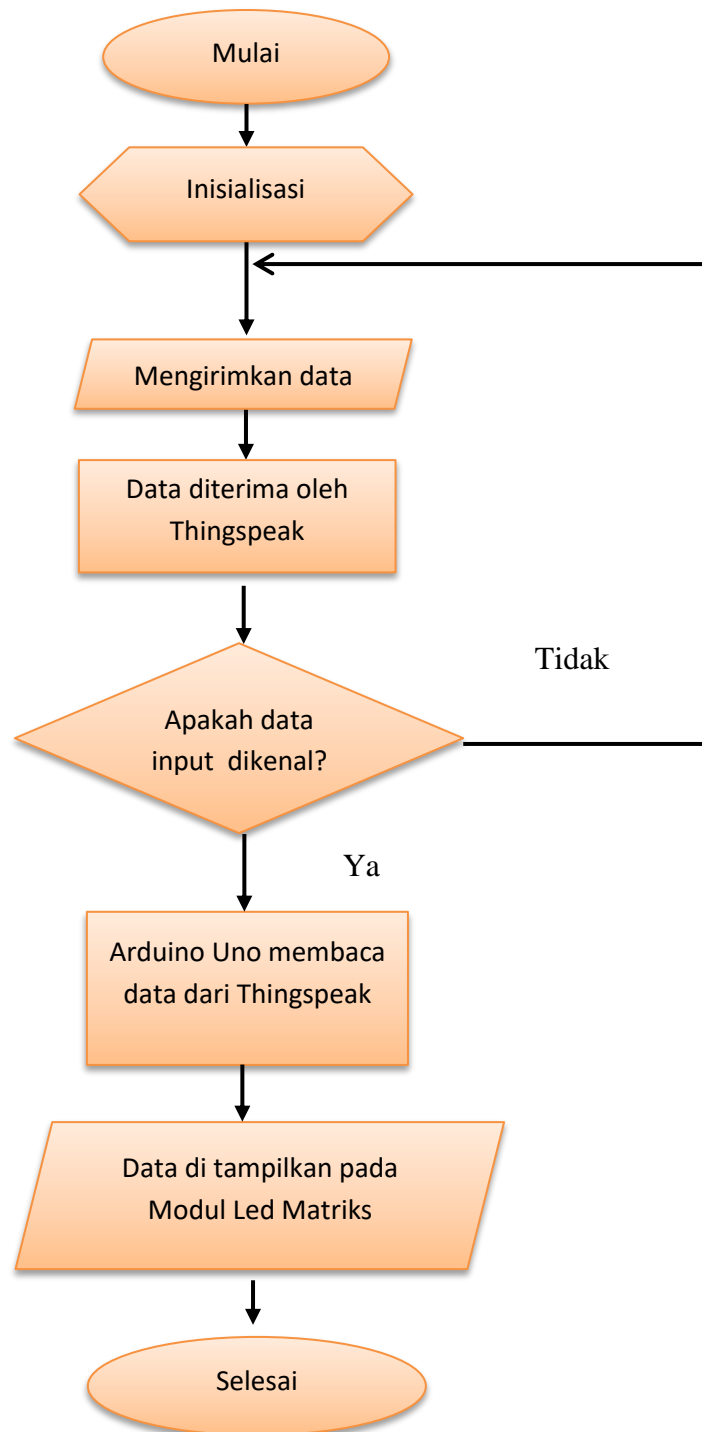 Mulai
Inisialisasi
Mengirimkan data
Data diterima oleh
Thingspeak
Tidak
Apakah data
input dikenal?
Ya
Arduino Uno membaca
data dari Thingspeak
Data di tampilkan pada
Modul Led Matriks
Selesai